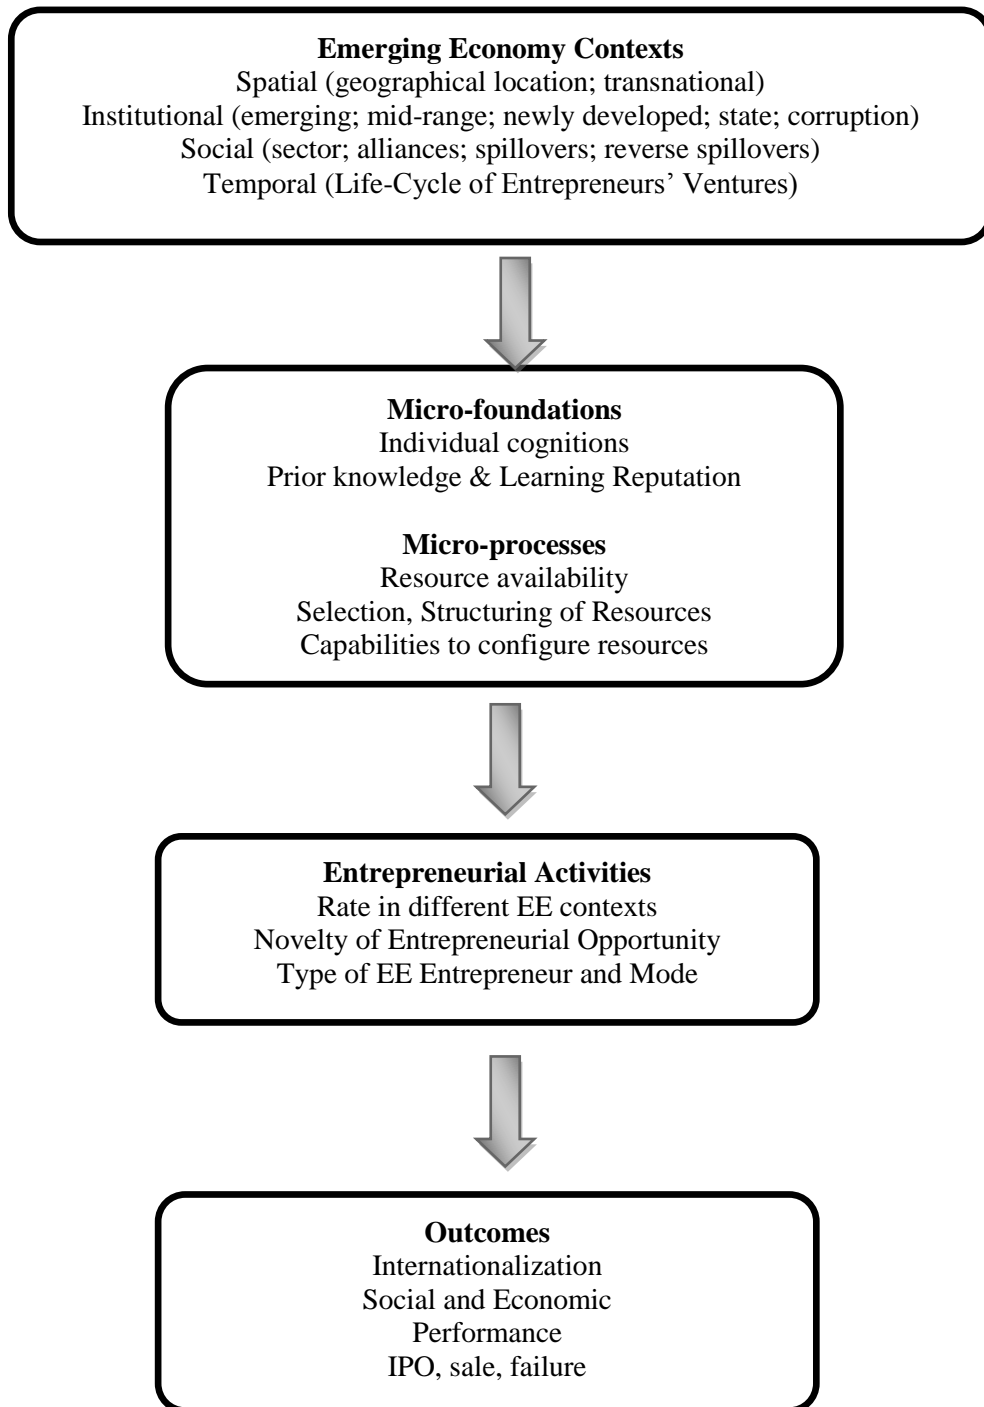 Emerging Economy Contexts
Spatial (geographical location; transnational)
Institutional (emerging; mid-range; newly developed; state; corruption)
Social (sector; alliances; spillovers; reverse spillovers)
Temporal (Life-Cycle of Entrepreneurs’ Ventures)
Micro-foundations
Individual cognitions
Prior knowledge & Learning Reputation
Micro-processes
Resource availability
Selection, Structuring of Resources
Capabilities to configure resources
Entrepreneurial Activities
Rate in different EE contexts
Novelty of Entrepreneurial Opportunity
Type of EE Entrepreneur and Mode
Outcomes
Internationalization
Social and Economic
Performance
IPO, sale, failure